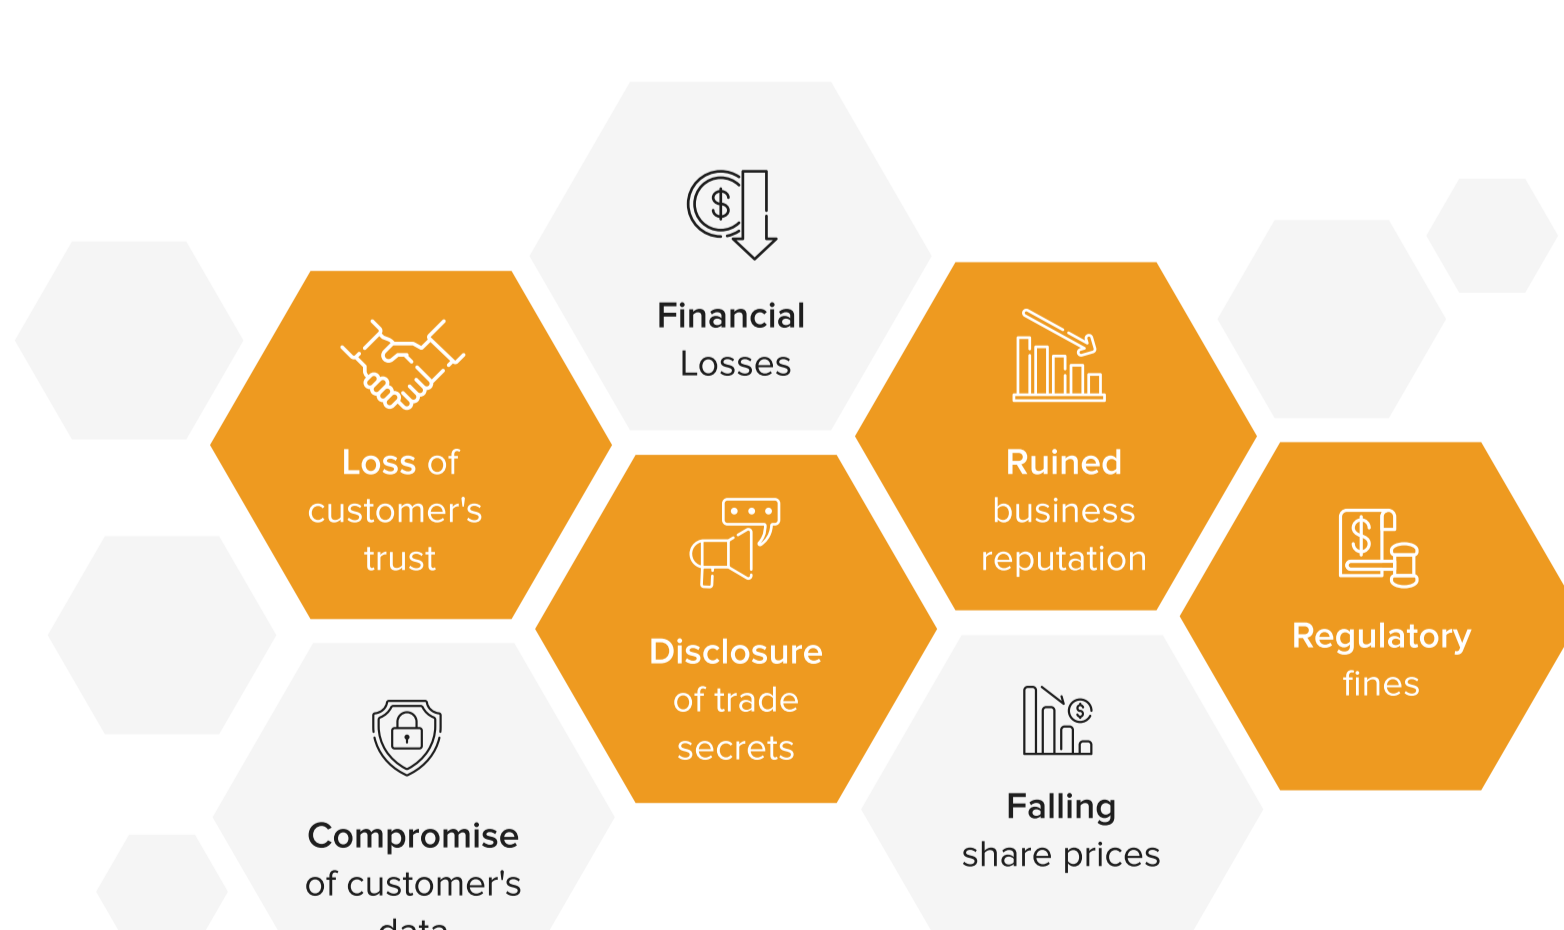 Financial
Losses
Loss of
customer's
trust
Ruined
business
reputation
Disclosure
of trade
secrets
Regulatory
fines
Compromise
of customer's
data
Falling
share prices